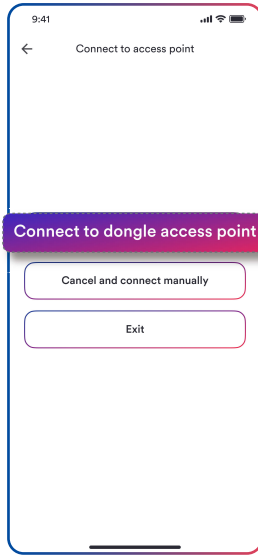 9:41
Connect to access point
Connect to dongle access point
Cancel and connect manually
Exit